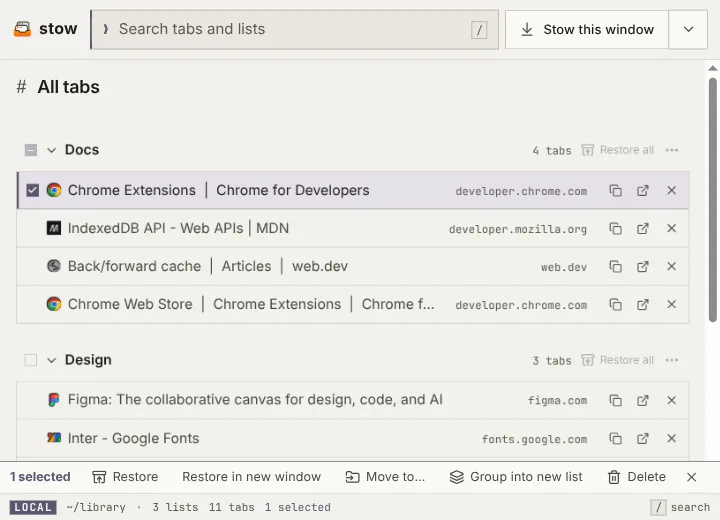 stow
Search tabs and lists /
Stow this window
# All tabs
Docs 4 tabs Restore all
Chrome Extensions | Chrome for Developers developer.chrome.com
IndexedDB API - Web APIs | MDN developer.mozilla.org
Back/forward cache | Articles | web.dev web.dev
Chrome Web Store | Chrome Extensions | Chrome f... developer.chrome.com
Design 3 tabs Restore all
Figma: The collaborative canvas for design, code, and AI figma.com
Inter - Google Fonts fonts.google.com
1 selected Restore Restore in new window Move to... Group into new list Delete
LOCAL ~/library · 3 lists 11 tabs 1 selected / search